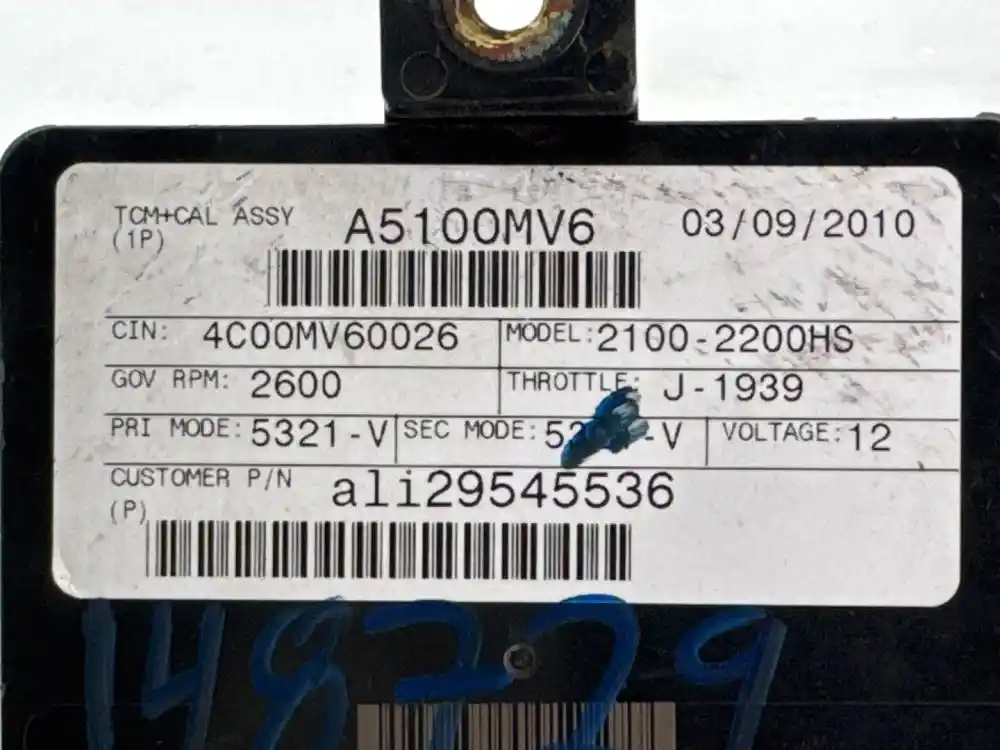 TCM+CAL ASSY A5100MV6 03/09/2010
(1P)
CIN: 4C00MV60026 MODEL: 2100-2200HS
GOV RPM: 2600 THROTTLE: J-1939
PRI MODE: 5321-V SEC MODE: -V VOLTAGE: 12
CUSTOMER P/N ali29545536
(P)